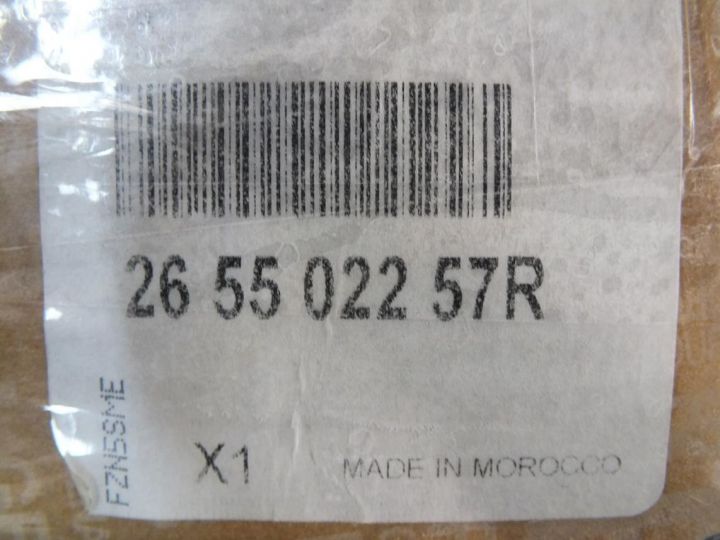 26 55 022 57R
FZN5SME
X1
MADE IN MOROCCO